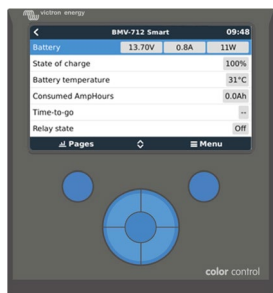 victron energy
BMV-712 Smart 09:48
Battery 13.70V 0.8A 11W
State of charge 100%
Battery temperature 31°C
Consumed AmpHours 0.0Ah
Time-to-go --
Relay state Off
Pages Menu
color control